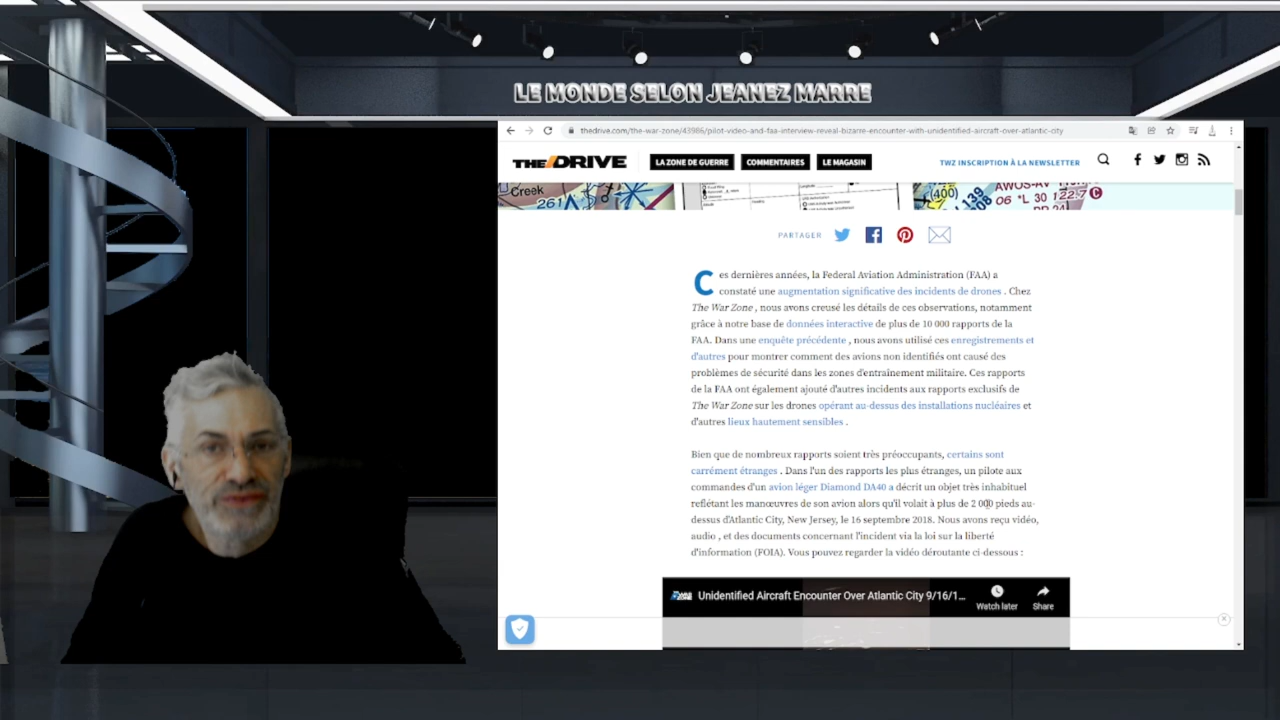 LE MONDE SELON JEANEZ MARRE
thedrive.com/the-war-zone/43986/pilot-video-and-faa-interview-reveal-bizarre-encounter-with-unidentified-aircraft-over-atlantic-city
THE DRIVE LA ZONE DE GUERRE COMMENTAIRES LE MAGASIN TWZ INSCRIPTION À LA NEWSLETTER
Creek
261
(400)
AWOS-AV
06 *L 30 122.7 C
PARTAGER
Ces dernières années, la Federal Aviation Administration (FAA) a
constaté une augmentation significative des incidents de drones . Chez
The War Zone , nous avons creusé les détails de ces observations, notamment
grâce à notre base de données interactive de plus de 10 000 rapports de la
FAA. Dans une enquête précédente , nous avons utilisé ces enregistrements et
d'autres pour montrer comment des avions non identifiés ont causé des
problèmes de sécurité dans les zones d'entraînement militaire. Ces rapports
de la FAA ont également ajouté d'autres incidents aux rapports exclusifs de
The War Zone sur les drones opérant au-dessus des installations nucléaires et
d'autres lieux hautement sensibles .
Bien que de nombreux rapports soient très préoccupants, certains sont
carrément étranges . Dans l'un des rapports les plus étranges, un pilote aux
commandes d'un avion léger Diamond DA40 a décrit un objet très inhabituel
reflétant les manœuvres de son avion alors qu'il volait à plus de 2 000 pieds au-
dessus d'Atlantic City, New Jersey, le 16 septembre 2018. Nous avons reçu vidéo,
audio , et des documents concernant l'incident via la loi sur la liberté
d'information (FOIA). Vous pouvez regarder la vidéo déroutante ci-dessous :
Unidentified Aircraft Encounter Over Atlantic City 9/16/1...
Watch later Share